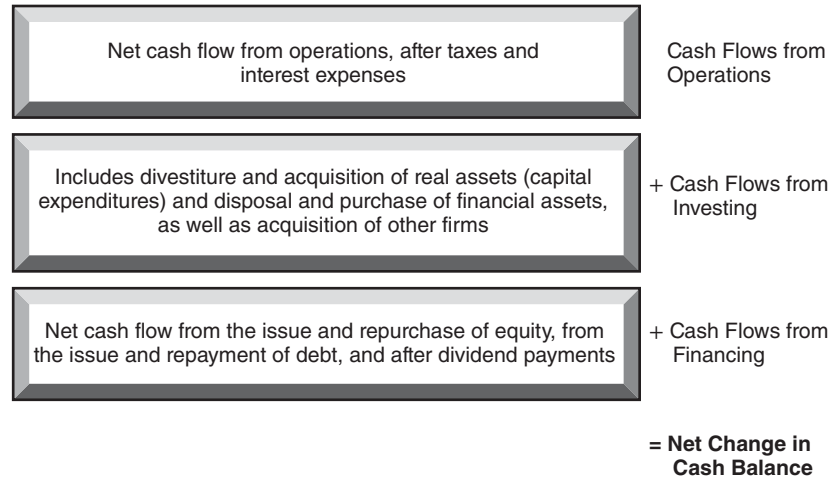 Net cash flow from operations, after taxes and
interest expenses
Cash Flows from
Operations
Includes divestiture and acquisition of real assets (capital
expenditures) and disposal and purchase of financial assets,
as well as acquisition of other firms
+ Cash Flows from
Investing
Net cash flow from the issue and repurchase of equity, from
the issue and repayment of debt, and after dividend payments
+ Cash Flows from
Financing
= Net Change in
Cash Balance